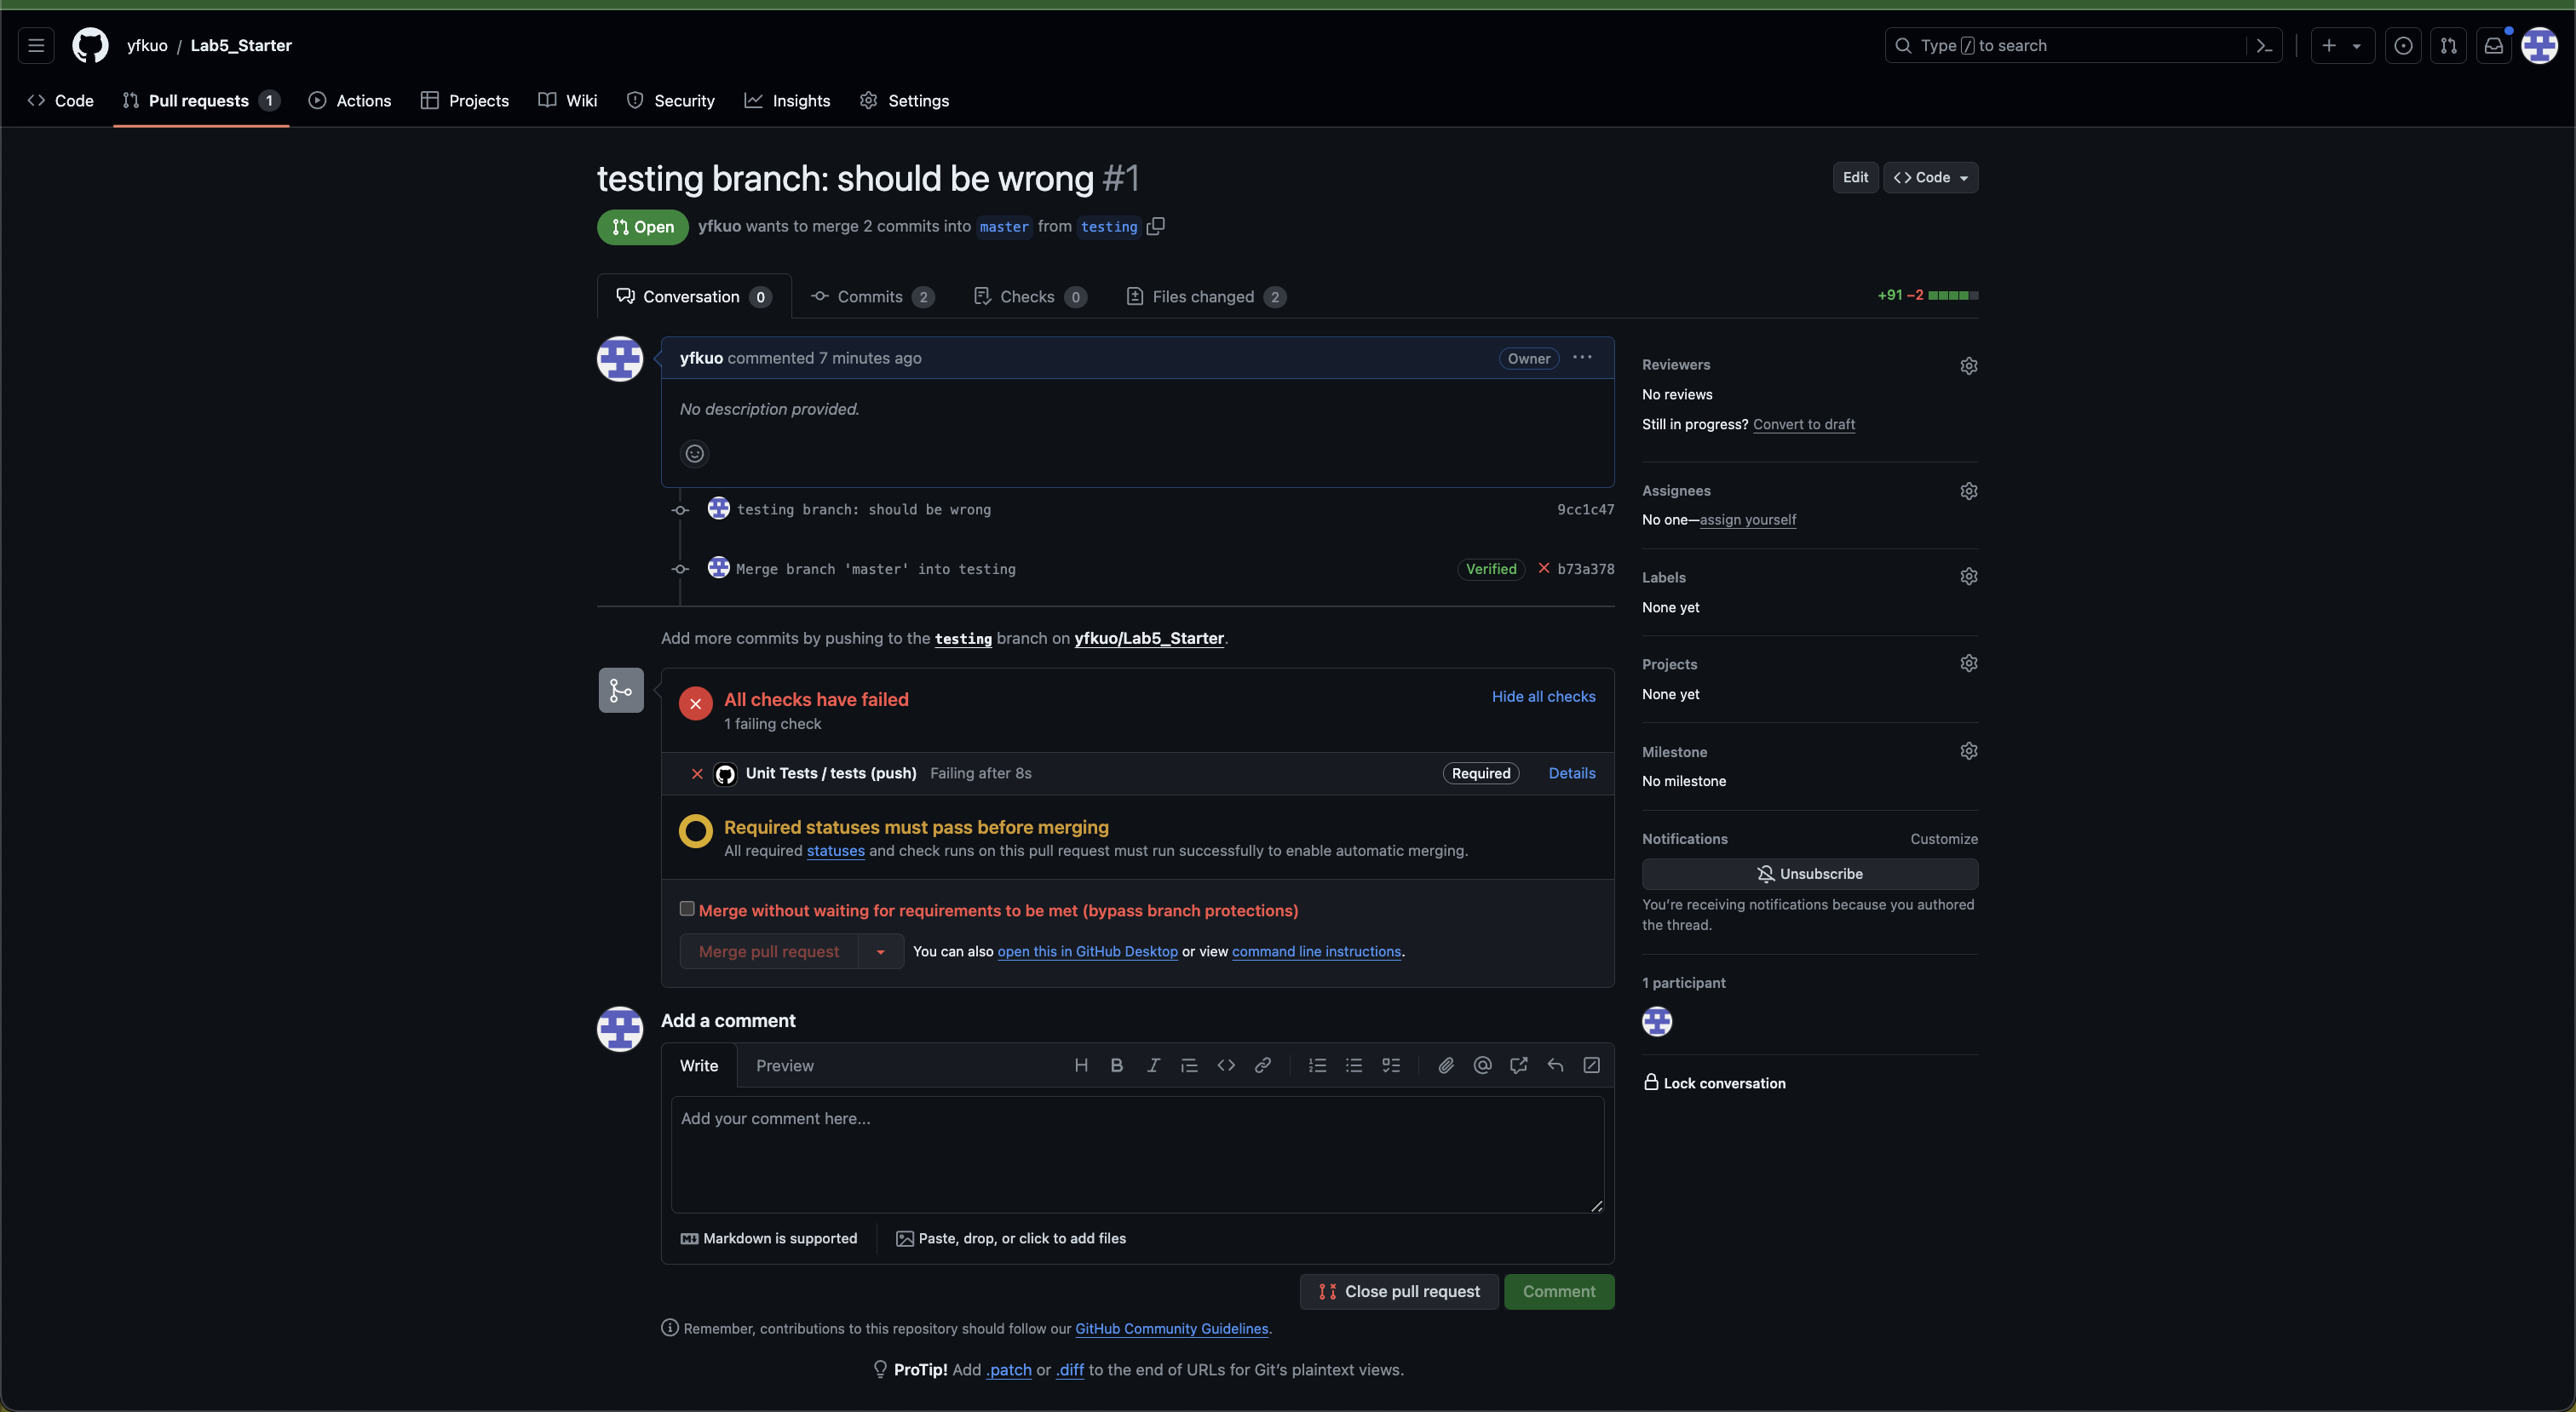 yfkuo / Lab5_Starter
Type / to search
Code
Pull requests 1
Actions
Projects
Wiki
Security
Insights
Settings
testing branch: should be wrong #1
Edit
Code
Open
yfkuo wants to merge 2 commits into master from testing
Conversation 0
Commits 2
Checks 0
Files changed 2
+91 −2
yfkuo commented 7 minutes ago
Owner
No description provided.
testing branch: should be wrong
9cc1c47
Merge branch 'master' into testing
Verified
b73a378
Add more commits by pushing to the testing branch on yfkuo/Lab5_Starter.
All checks have failed
Hide all checks
1 failing check
Unit Tests / tests (push) Failing after 8s
Required
Details
Required statuses must pass before merging
All required statuses and check runs on this pull request must run successfully to enable automatic merging.
Merge without waiting for requirements to be met (bypass branch protections)
Merge pull request
You can also open this in GitHub Desktop or view command line instructions.
Add a comment
Write
Preview
Add your comment here...
Markdown is supported
Paste, drop, or click to add files
Close pull request
Comment
Remember, contributions to this repository should follow our GitHub Community Guidelines.
ProTip! Add .patch or .diff to the end of URLs for Git's plaintext views.
Reviewers
No reviews
Still in progress? Convert to draft
Assignees
No one—assign yourself
Labels
None yet
Projects
None yet
Milestone
No milestone
Notifications
Customize
Unsubscribe
You're receiving notifications because you authored
the thread.
1 participant
Lock conversation